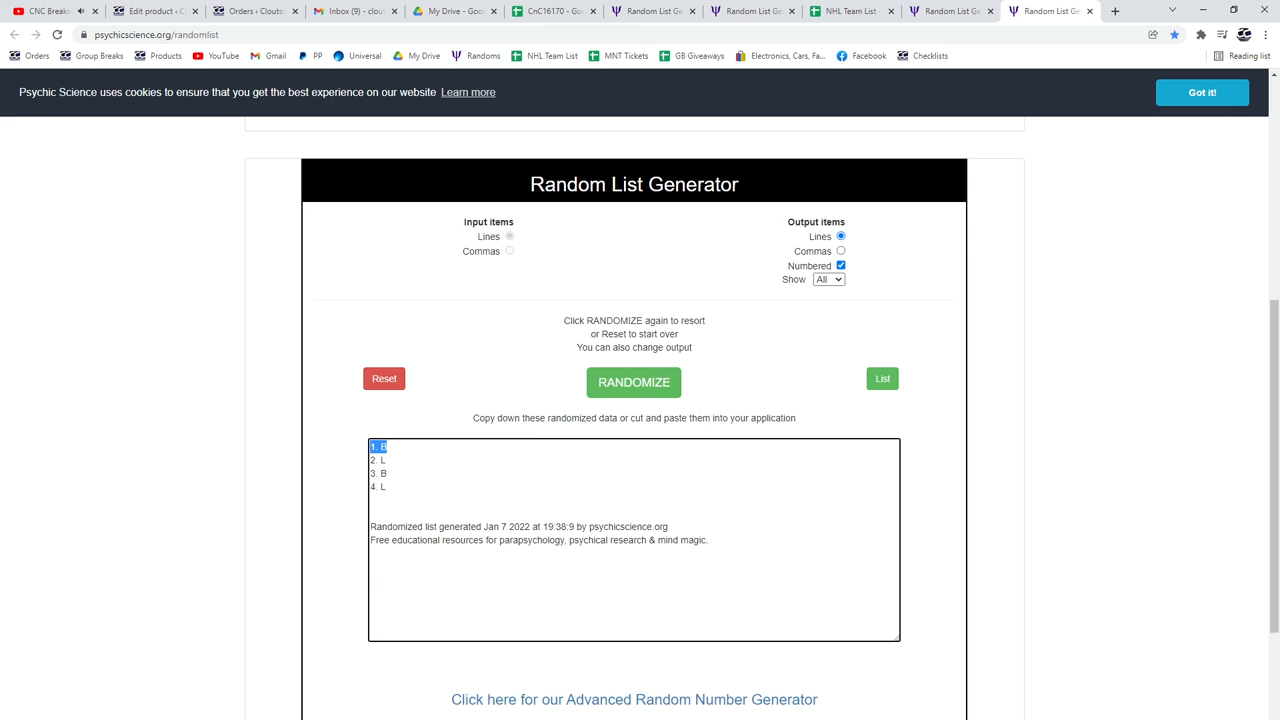 CNC Breaks
Edit product ‹ C
Orders ‹ Cloutsn
Inbox (9) - clout
My Drive - Goog
CnC16170 - Goo
Random List Gen
Random List Gen
NHL Team List -
Random List Gen
Random List Gen
psychicscience.org/randomlist
Orders
Group Breaks
Products
YouTube
Gmail
PP
Universal
My Drive
Randoms
NHL Team List
MNT Tickets
GB Giveaways
Electronics, Cars, Fa...
Facebook
Checklists
Reading list
Psychic Science uses cookies to ensure that you get the best experience on our website Learn more
Got it!
Random List Generator
Input items
Output items
Lines
Lines
Commas
Commas
Numbered
Show All
Click RANDOMIZE again to resort
or Reset to start over
You can also change output
Reset
RANDOMIZE
List
Copy down these randomized data or cut and paste them into your application
1. B
2. L
3. B
4. L
Randomized list generated Jan 7 2022 at 19:38:9 by psychicscience.org
Free educational resources for parapsychology, psychical research & mind magic.
Click here for our Advanced Random Number Generator